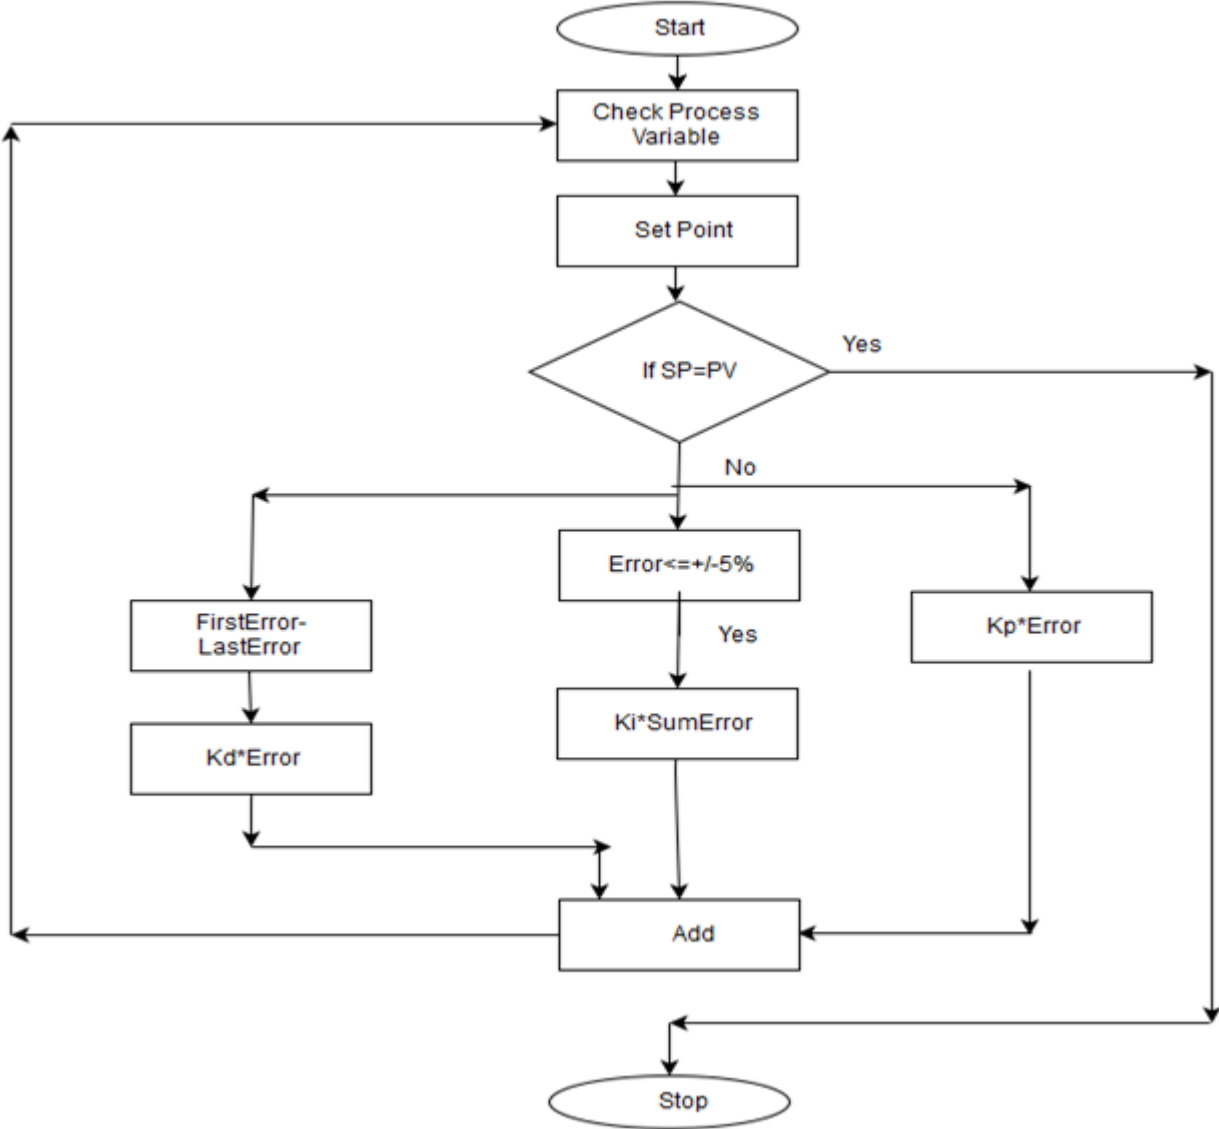 Start
Check Process
Variable
Set Point
If SP=PV
Yes
No
Error<=+/-5%
FirstError-
LastError
Kp*Error
Yes
Ki*SumError
Kd*Error
Add
Stop